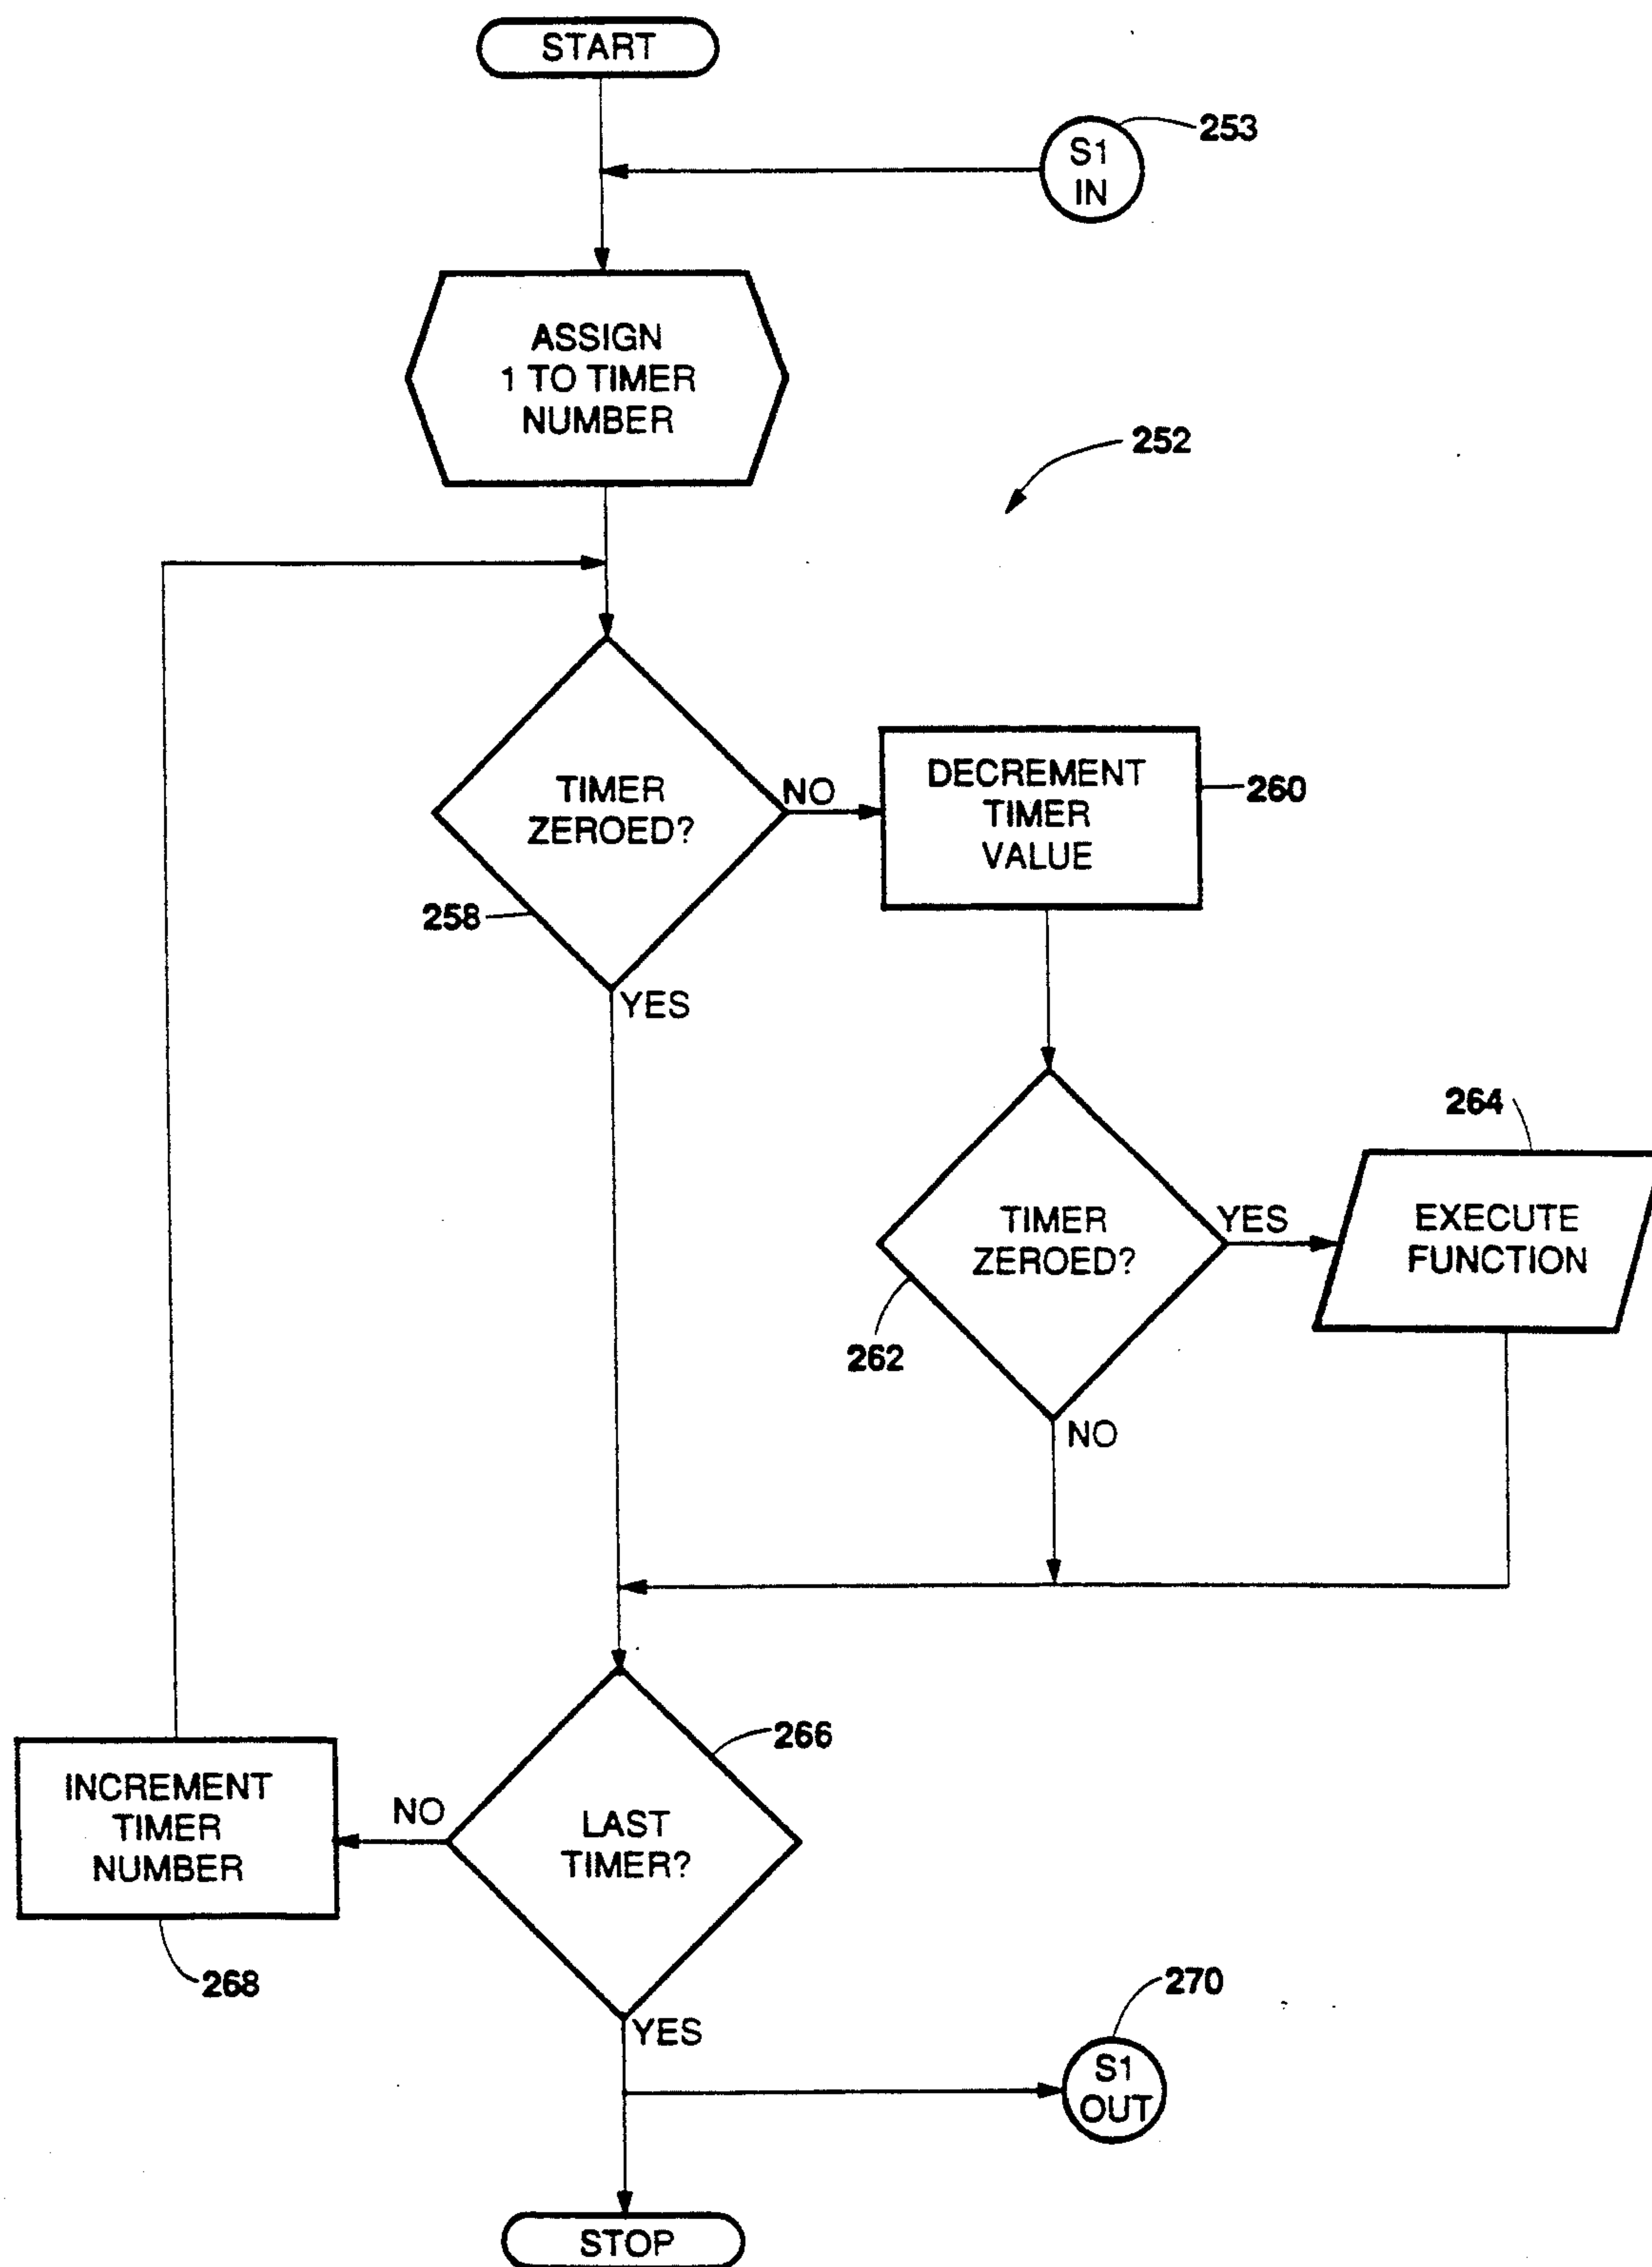 START
S1
IN
253
ASSIGN
1 TO TIMER
NUMBER
252
TIMER
ZEROED?
NO
258
YES
DECREMENT
TIMER
VALUE
260
TIMER
ZEROED?
YES
262
NO
264
EXECUTE
FUNCTION
266
LAST
TIMER?
NO
INCREMENT
TIMER
NUMBER
268
YES
270
S1
OUT
STOP